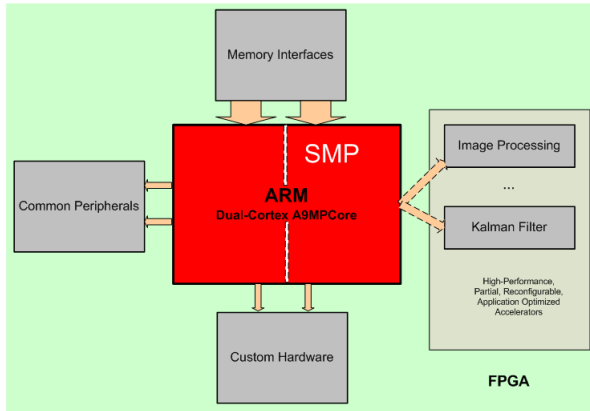 Memory Interfaces
SMP
ARM
Dual-Cortex A9MPCore
Common Peripherals
Custom Hardware
Image Processing
...
Kalman Filter
High-Performance,
Partial, Reconfigurable,
Application Optimized
Accelerators
FPGA